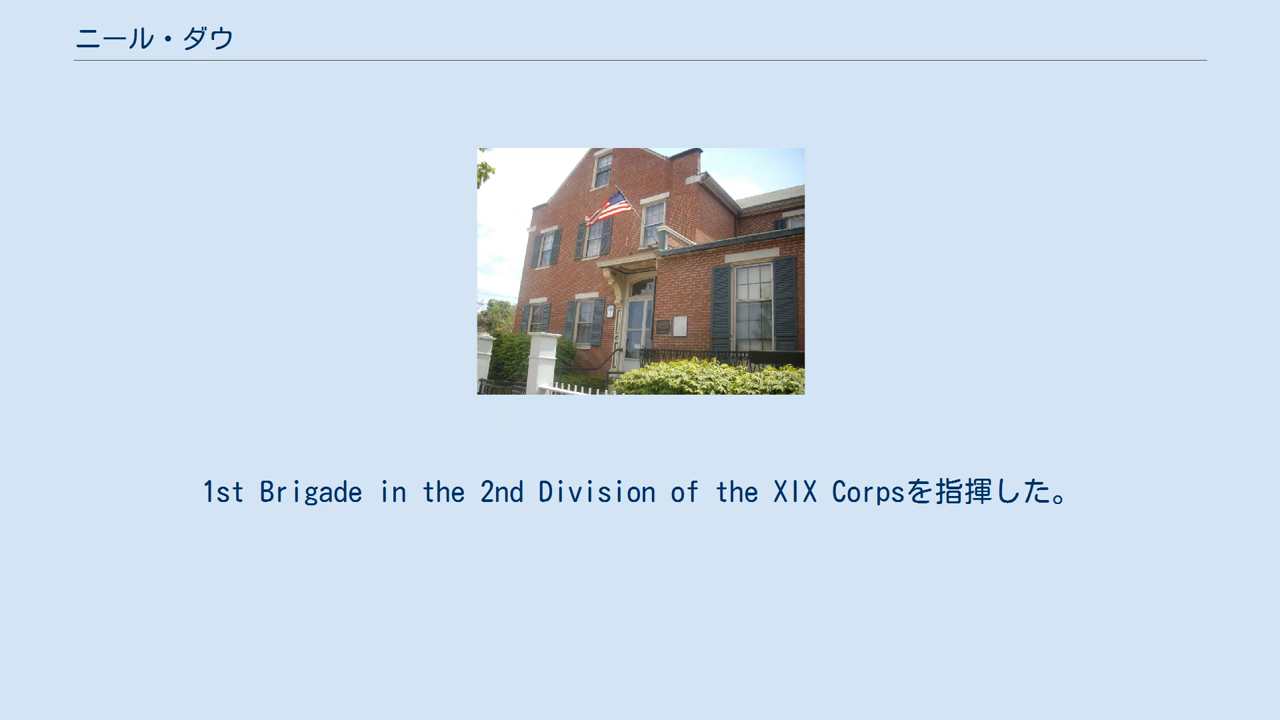 ニール・ダウ
1st Brigade in the 2nd Division of the XIX Corpsを指揮した。